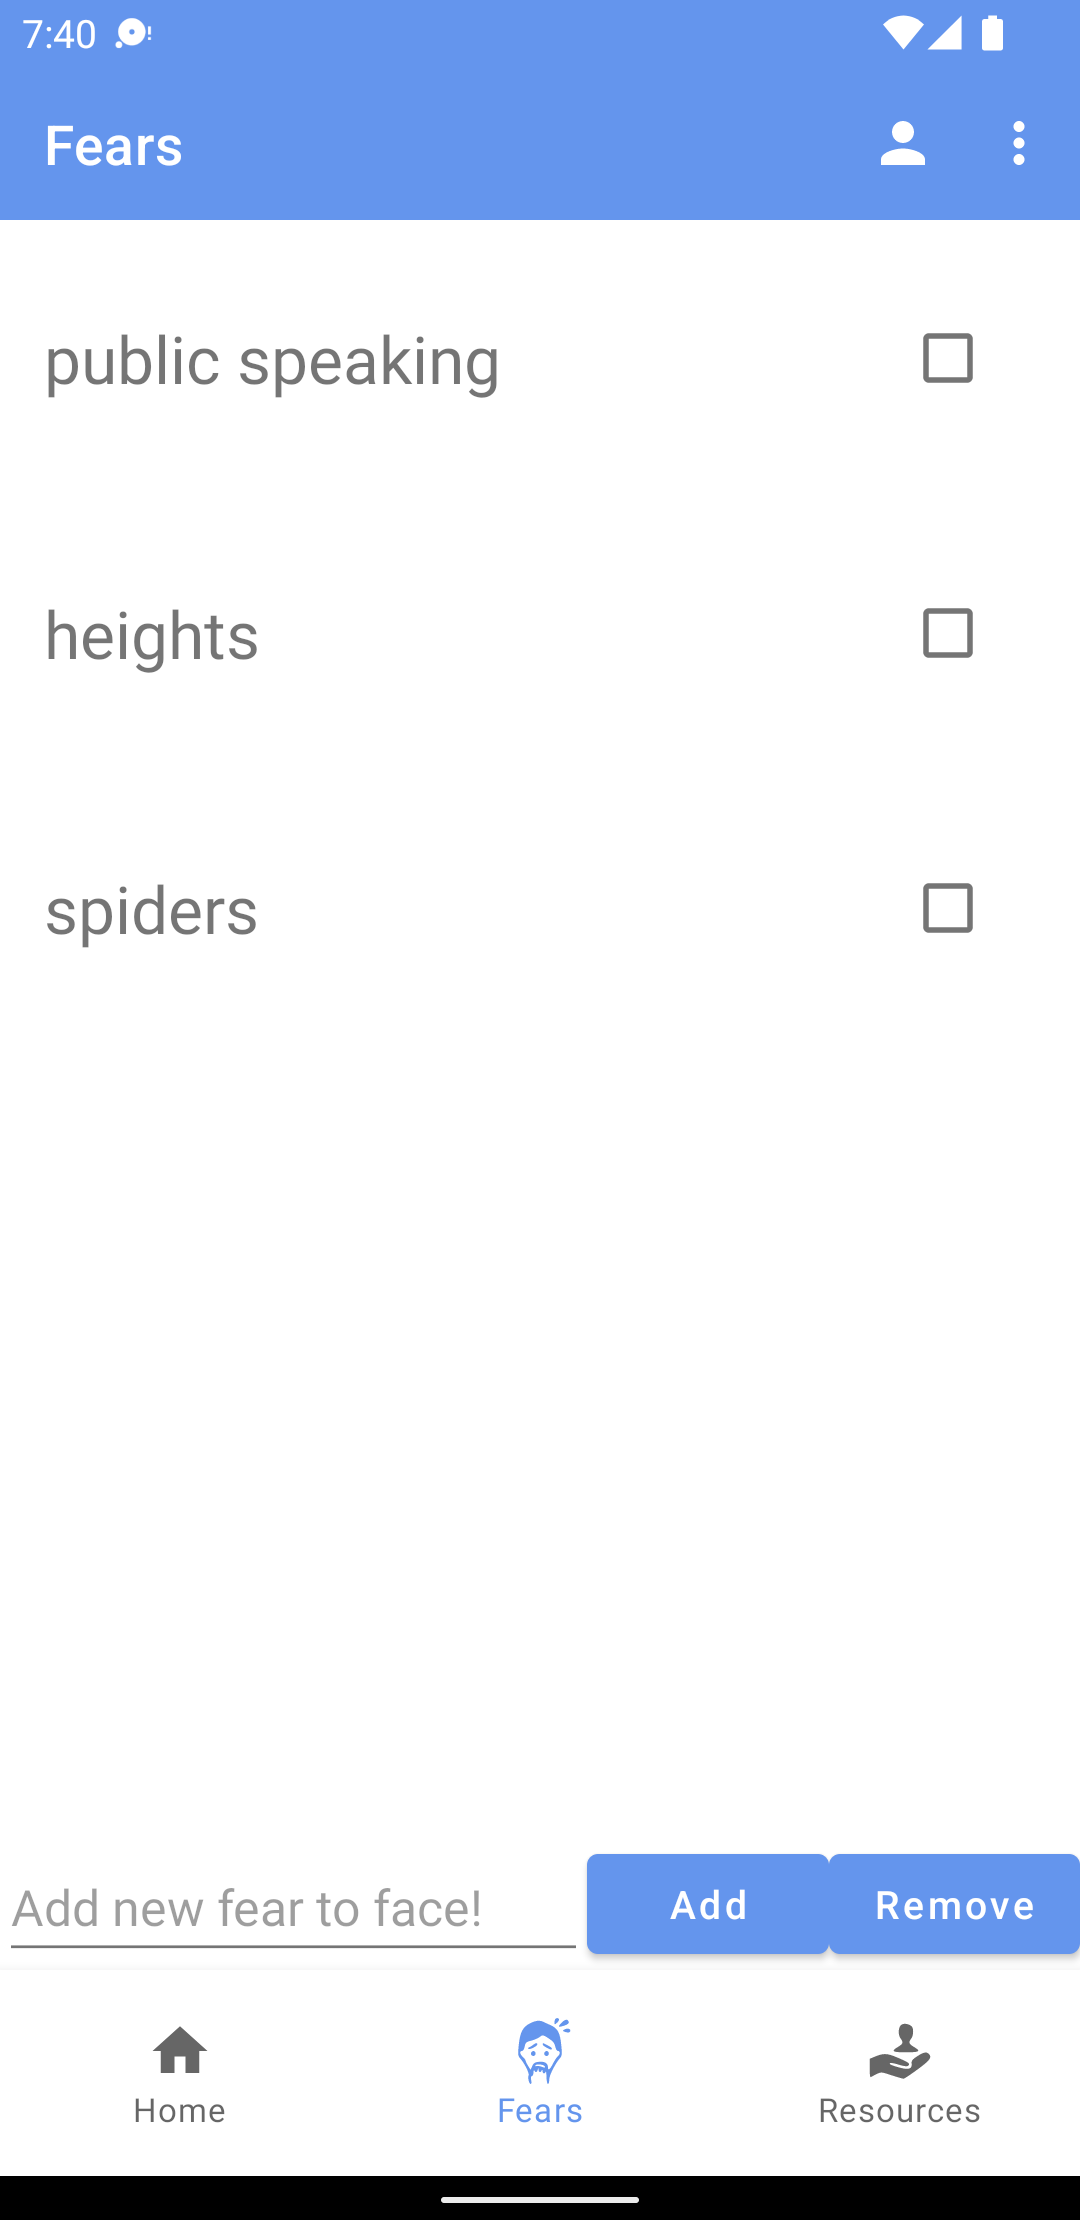 7:40
Fears
public speaking
heights
spiders
Add new fear to face!
Add
Remove
Home
Fears
Resources